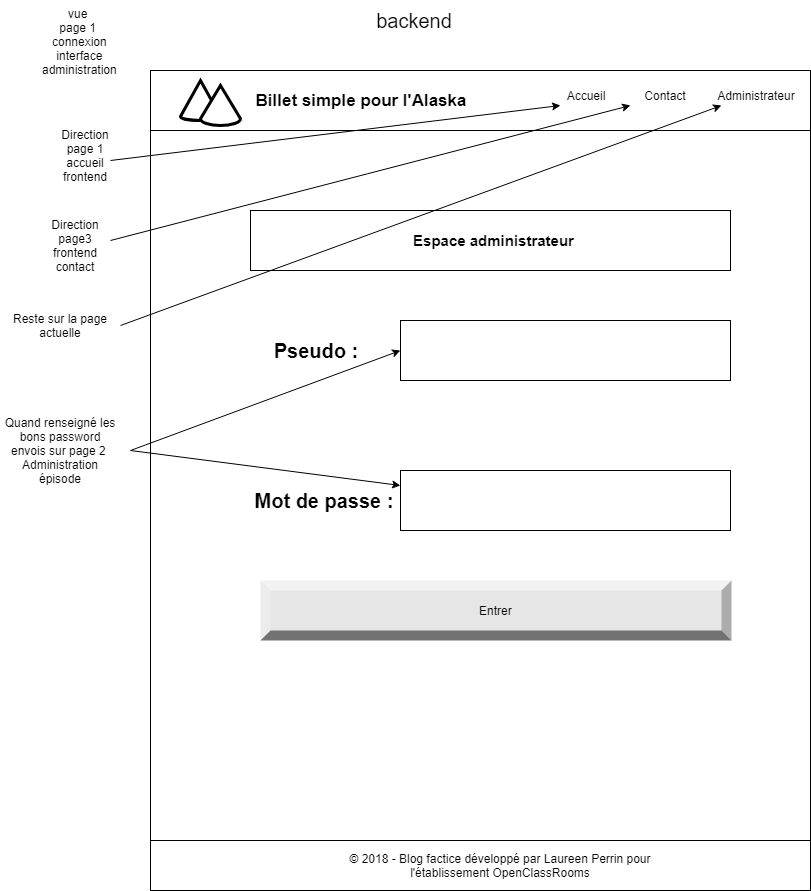 vue
page 1
connexion
interface
administration
backend
Billet simple pour l'Alaska
Accueil
Contact
Administrateur
Direction
page 1
accueil
frontend
Direction
page3
frontend
contact
Espace administrateur
Reste sur la page
actuelle
Pseudo :
Quand renseigné les
bons password
envois sur page 2
Administration
épisode
Mot de passe :
Entrer
© 2018 - Blog factice développé par Laureen Perrin pour
l'établissement OpenClassRooms